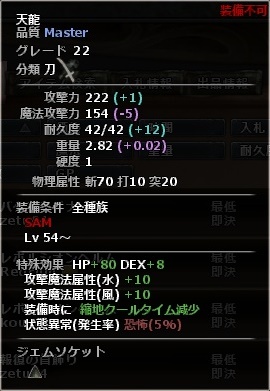 装備不可
天龍
品質 Master
グレード 22
分類 刀
攻撃力 222 (+1)
魔法攻撃力 154 (-5)
耐久度 42/42 (+12)
重量 2.82 (+0.02)
硬度 1
物理属性 斬70 打10 突20
装備条件 全種族
SAM
Lv 54～
特殊効果 HP+80 DEX+8
攻撃魔法属性(水) +10
攻撃魔法属性(風) +10
装備時に 縮地クールタイム減少
状態異常(発生率) 恐怖(5%)
ジェムソケット